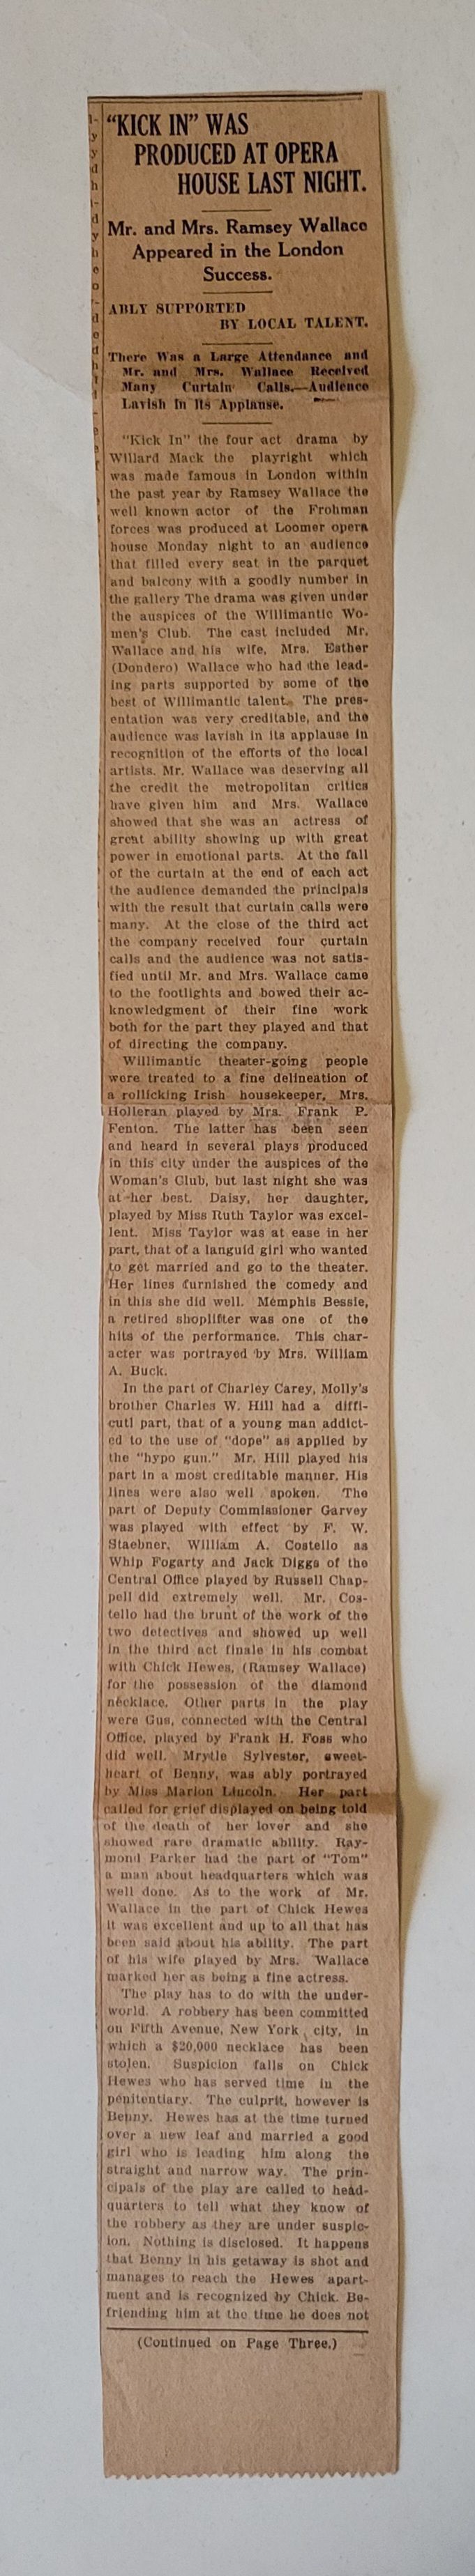 "KICK IN" WAS
PRODUCED AT OPERA
HOUSE LAST NIGHT.
Mr. and Mrs. Ramsey Wallace
Appeared in the London
Success.
ABLY SUPPORTED
BY LOCAL TALENT.
There Was a Large Attendance and
Mr. and Mrs. Wallace Received
Many Curtain Calls.—Audience
Lavish In Its Applause.
"Kick In" the four act drama by
Willard Mack the playright which
was made famous in London within
the past year by Ramsey Wallace the
well known actor of the Frohman
forces was produced at Loomer opera
house Monday night to an audience
that filled every seat in the parquet
and balcony with a goodly number in
the gallery The drama was given under
the auspices of the Willimantic Wo-
men's Club. The cast included Mr.
Wallace and his wife, Mrs. Esther
(Dondero) Wallace who had the lead-
ing parts supported by some of the
best of Willimantic talent. The pres-
entation was very creditable, and the
audience was lavish in its applause in
recognition of the efforts of the local
artists. Mr. Wallace was deserving all
the credit the metropolitan critics
have given him and Mrs. Wallace
showed that she was an actress of
great ability showing up with great
power in emotional parts. At the fall
of the curtain at the end of each act
the audience demanded the principals
with the result that curtain calls were
many. At the close of the third act
the company received four curtain
calls and the audience was not satis-
fied until Mr. and Mrs. Wallace came
to the footlights and bowed their ac-
knowledgment of their fine work
both for the part they played and that
of directing the company.
Willimantic theater-going people
were treated to a fine delineation of
a rollicking Irish housekeeper, Mrs.
Holleran played by Mrs. Frank P.
Fenton. The latter has been seen
and heard in several plays produced
in this city under the auspices of the
Woman's Club, but last night she was
at her best. Daisy, her daughter,
played by Miss Ruth Taylor was excel-
lent. Miss Taylor was at ease in her
part, that of a languid girl who wanted
to get married and go to the theater.
Her lines furnished the comedy and
in this she did well. Memphis Bessie,
a retired shoplifter was one of the
hits of the performance. This char-
acter was portrayed by Mrs. William
A. Buck.
In the part of Charley Carey, Molly's
brother Charles W. Hill had a diffi-
cutl part, that of a young man addict-
ed to the use of "dope" as applied by
the "hypo gun." Mr. Hill played his
part in a most creditable manner. His
lines were also well spoken. The
part of Deputy Commissioner Garvey
was played with effect by F. W.
Staebner, William A. Costello as
Whip Fogarty and Jack Diggs of the
Central Office played by Russell Chap-
pell did extremely well. Mr. Cos-
tello had the brunt of the work of the
two detectives and showed up well
in the third act finale in his combat
with Chick Hewes, (Ramsey Wallace)
for the possession of the diamond
necklace. Other parts in the play
were Gus, connected with the Central
Office, played by Frank H. Foss who
did well. Mrytle Sylvester, sweet-
heart of Benny, was ably portrayed
by Miss Marion Lincoln. Her part
called for grief displayed on being told
of the death of her lover and she
showed rare dramatic ability. Ray-
mond Parker had the part of "Tom"
a man about headquarters which was
well done. As to the work of Mr.
Wallace in the part of Chick Hewes
it was excellent and up to all that has
been said about his ability. The part
of his wife played by Mrs. Wallace
marked her as being a fine actress.
The play has to do with the under-
world. A robbery has been committed
on Fifth Avenue, New York city, in
which a $20,000 necklace has been
stolen. Suspicion falls on Chick
Hewes who has served time in the
penitentiary. The culprit, however is
Benny. Hewes has at the time turned
over a new leaf and married a good
girl who is leading him along the
straight and narrow way. The prin-
cipals of the play are called to head-
quarters to tell what they know of
the robbery as they are under suspic-
ion. Nothing is disclosed. It happens
that Benny in his getaway is shot and
manages to reach the Hewes apart-
ment and is recognized by Chick. Be-
friending him at the time he does not
(Continued on Page Three.)